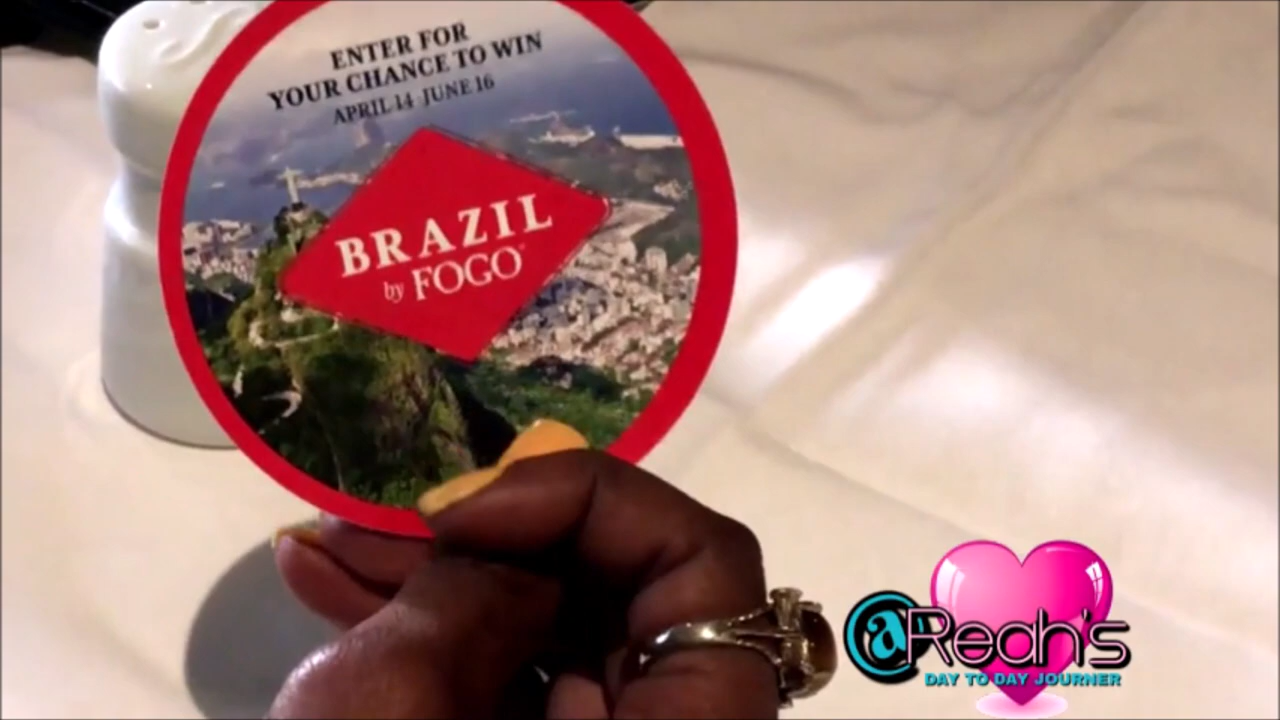 ENTER FOR
YOUR CHANCE TO WIN
APRIL 14-JUNE 16
BRAZIL
by FOGO®
@Reah's
DAY TO DAY JOURNER